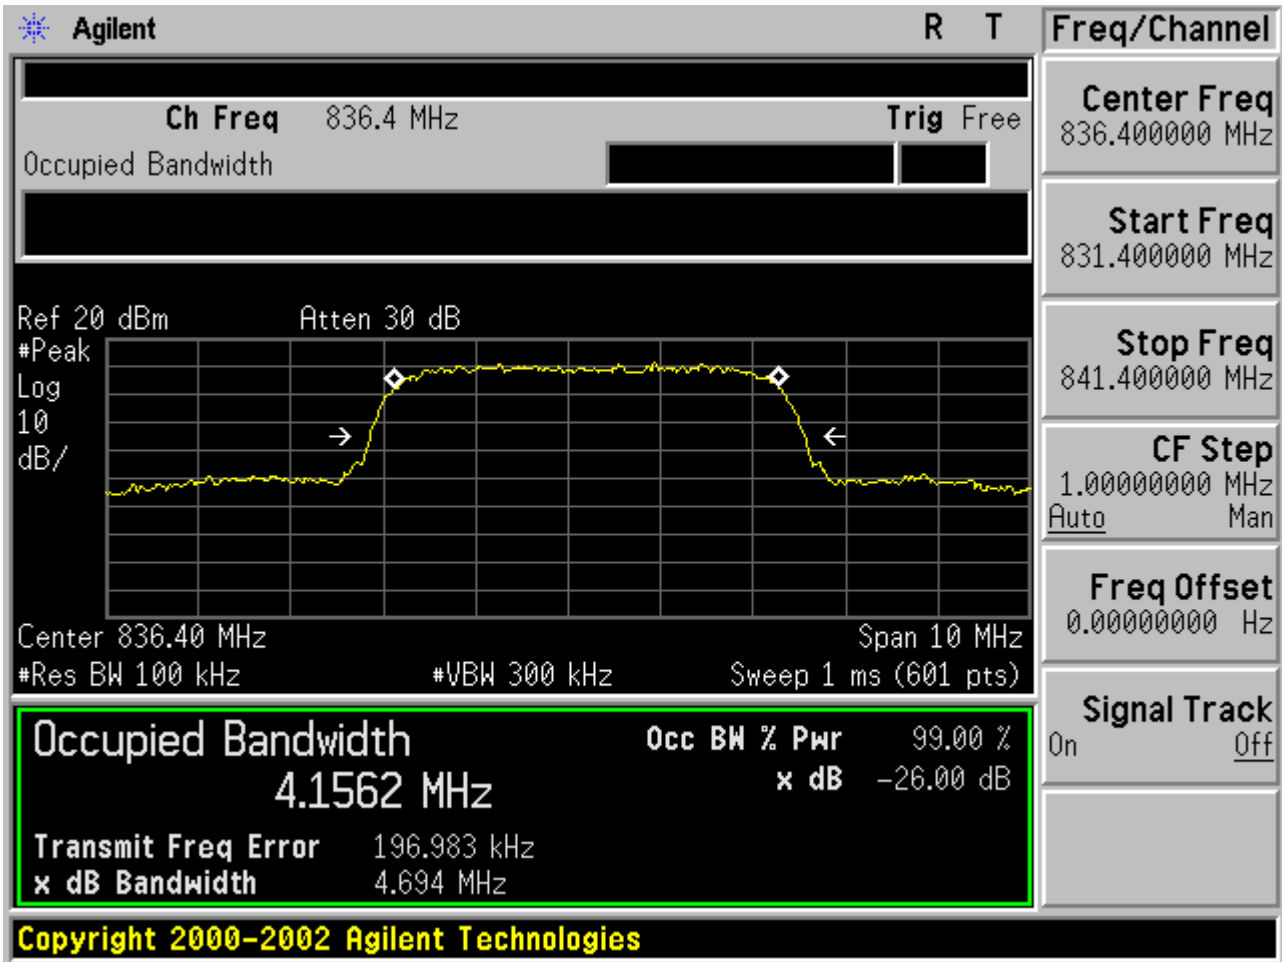 Agilent R T Freq/Channel
Ch Freq 836.4 MHz Trig Free
Occupied Bandwidth
Center Freq
836.400000 MHz
Start Freq
831.400000 MHz
Stop Freq
841.400000 MHz
CF Step
1.00000000 MHz
Auto Man
Freq Offset
0.00000000 Hz
Signal Track
On Off
Ref 20 dBm Atten 30 dB
#Peak
Log
10
dB/
Center 836.40 MHz Span 10 MHz
#Res BW 100 kHz #VBW 300 kHz Sweep 1 ms (601 pts)
Occupied Bandwidth
4.1562 MHz
Occ BW % Pwr 99.00 %
x dB -26.00 dB
Transmit Freq Error 196.983 kHz
x dB Bandwidth 4.694 MHz
Copyright 2000-2002 Agilent Technologies